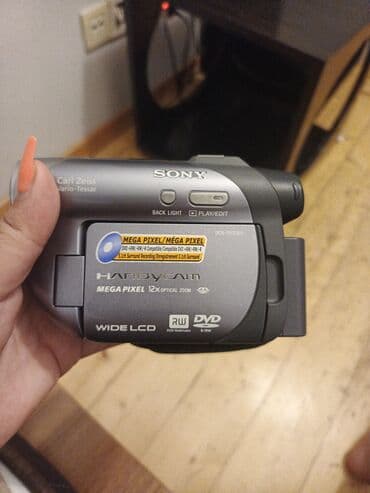 Carl Zeiss
Vario-Tessar
SONY
BACK LIGHT
PLAY/EDIT
MEGA PIXEL/MÉGA PIXEL
HANDYCAM
MEGA PIXEL 12x OPTICAL ZOOM
WIDE LCD
RW
DVD